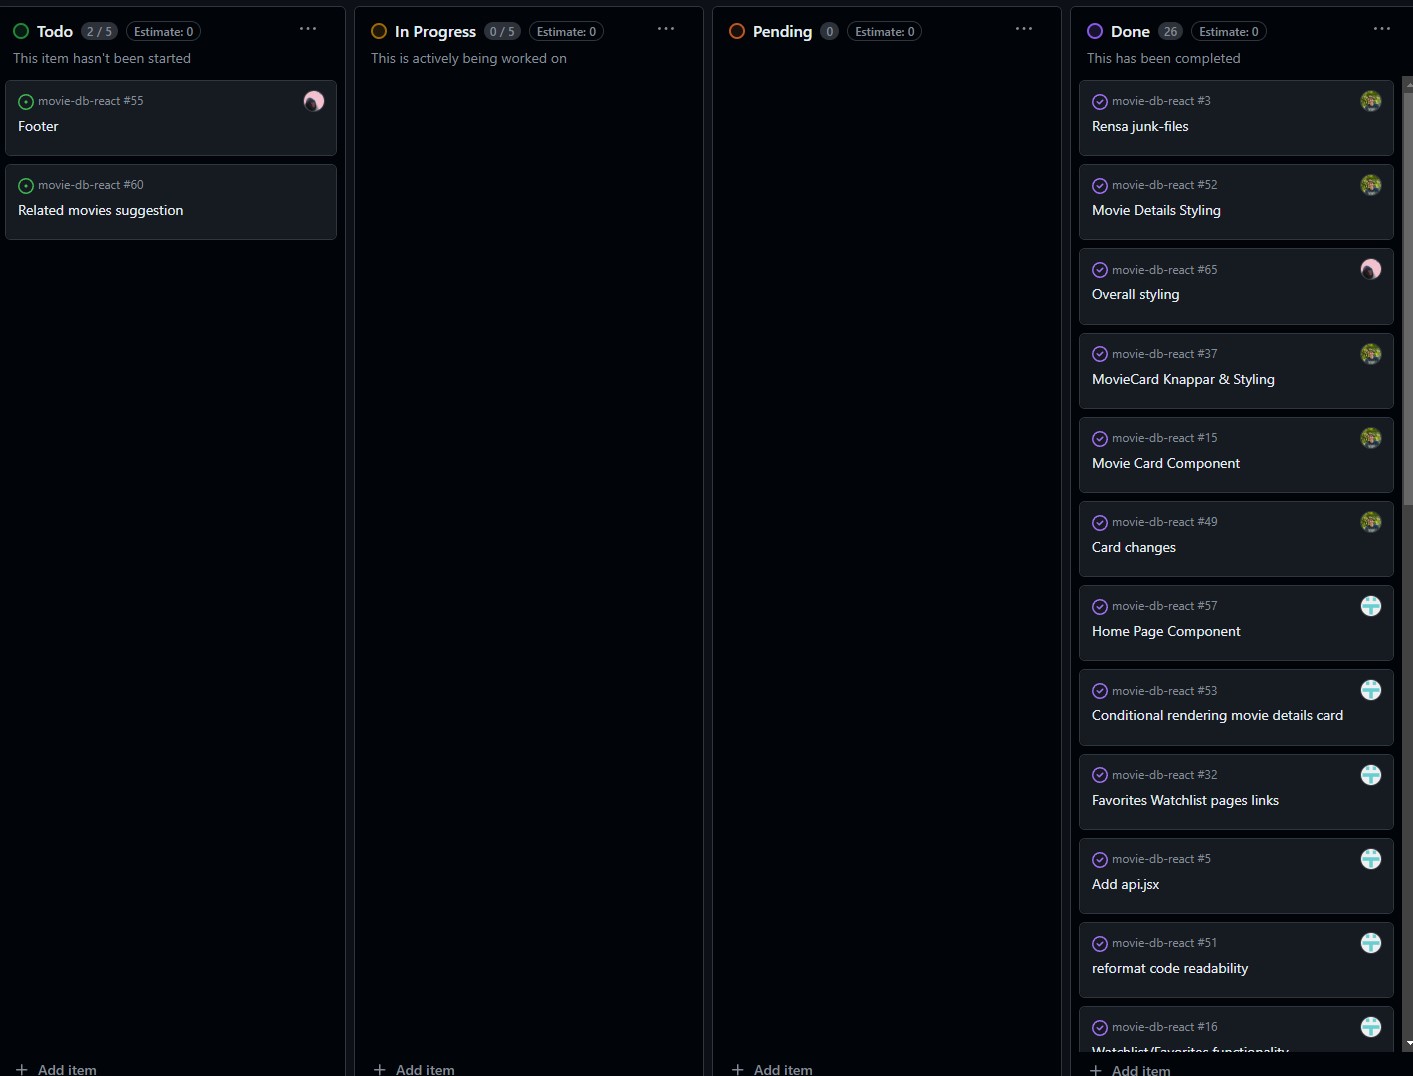 Todo 2 / 5 Estimate: 0
This item hasn't been started
movie-db-react #55
Footer
movie-db-react #60
Related movies suggestion
Add item
In Progress 0 / 5 Estimate: 0
This is actively being worked on
Add item
Pending 0 Estimate: 0
Add item
Done 26 Estimate: 0
This has been completed
movie-db-react #3
Rensa junk-files
movie-db-react #52
Movie Details Styling
movie-db-react #65
Overall styling
movie-db-react #37
MovieCard Knappar & Styling
movie-db-react #15
Movie Card Component
movie-db-react #49
Card changes
movie-db-react #57
Home Page Component
movie-db-react #53
Conditional rendering movie details card
movie-db-react #32
Favorites Watchlist pages links
movie-db-react #5
Add api.jsx
movie-db-react #51
reformat code readability
movie-db-react #16
Watchlist/Favorites functionality
Add item